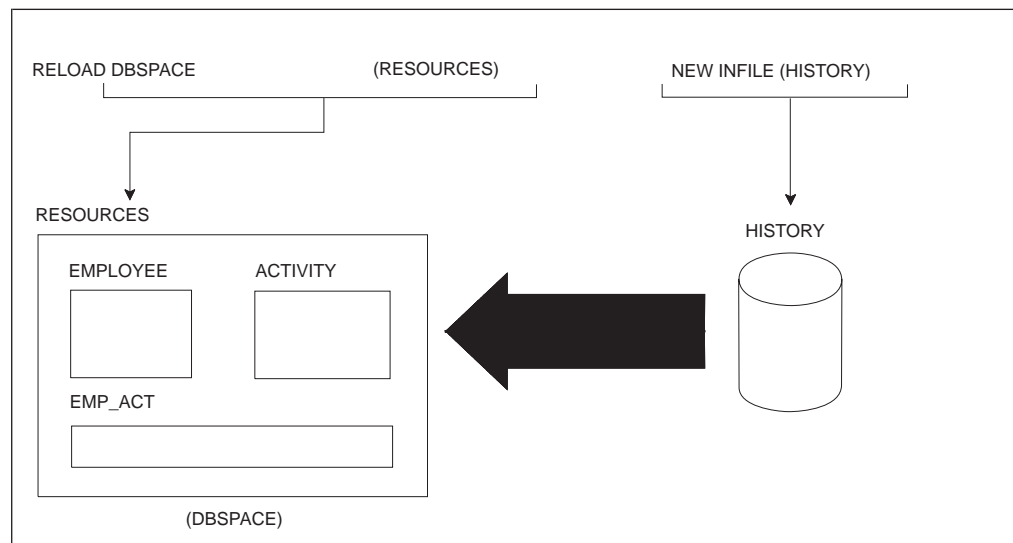 RELOAD DBSPACE (RESOURCES) NEW INFILE (HISTORY)
RESOURCES
HISTORY
EMPLOYEE ACTIVITY
EMP_ACT
(DBSPACE)